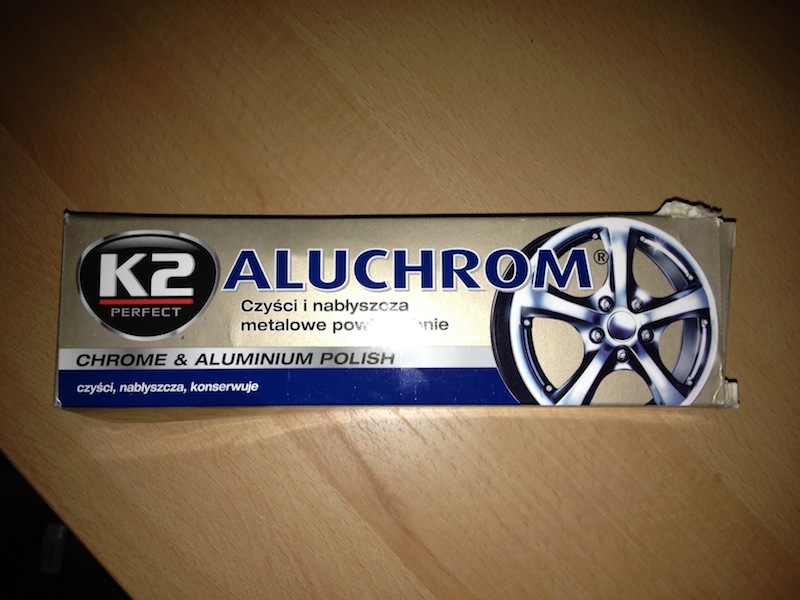 K2
PERFECT
ALUCHROM®
Czyści i nabłyszcza
metalowe
CHROME & ALUMINIUM POLISH
czyści, nabłyszcza, konserwuje